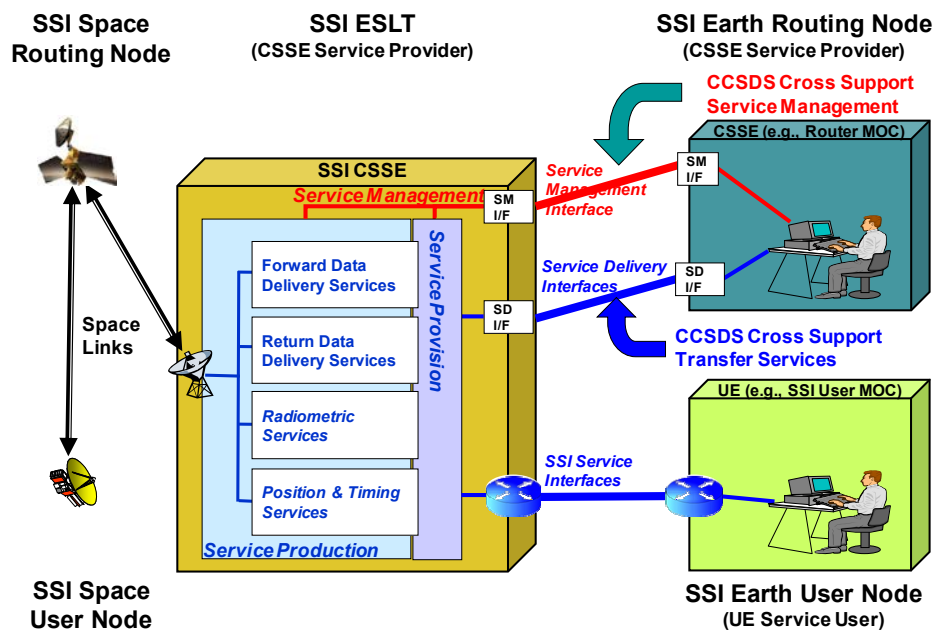 SSI Space
Routing Node
SSI ESLT
(CSSE Service Provider)
SSI Earth Routing Node
(CSSE Service Provider)
CCSDS Cross Support
Service Management
CSSE (e.g., Router MOC)
SSI CSSE
Service Management
SM
I/F
Service
Management
Interface
SM
I/F
Service Provision
Forward Data
Delivery Services
Service Delivery
Interfaces
SD
I/F
SD
I/F
Space
Links
Return Data
Delivery Services
CCSDS Cross Support
Transfer Services
UE (e.g., SSI User MOC)
Radiometric
Services
SSI Service
Interfaces
Position & Timing
Services
Service Production
SSI Space
User Node
SSI Earth User Node
(UE Service User)